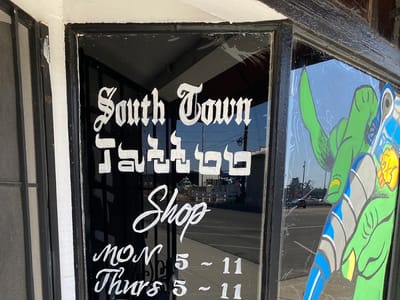 South Town
Tattoo
Shop
MON 5 ~ 11
Thurs 5 ~ 11